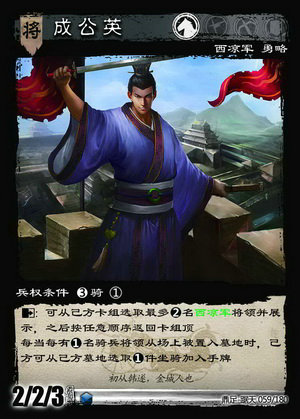 将 成公英
西凉军 勇略
兵权条件 3骑 1
：可从己方卡组选取最多2名西凉军将领并展
示，之后按任意顺序返回卡组顶
每当每有1名骑兵将领从场上被置入墓地时，己
方可从己方墓地选取1件坐骑加入手牌
初从韩遂，金城人也
2/2/3
059/180